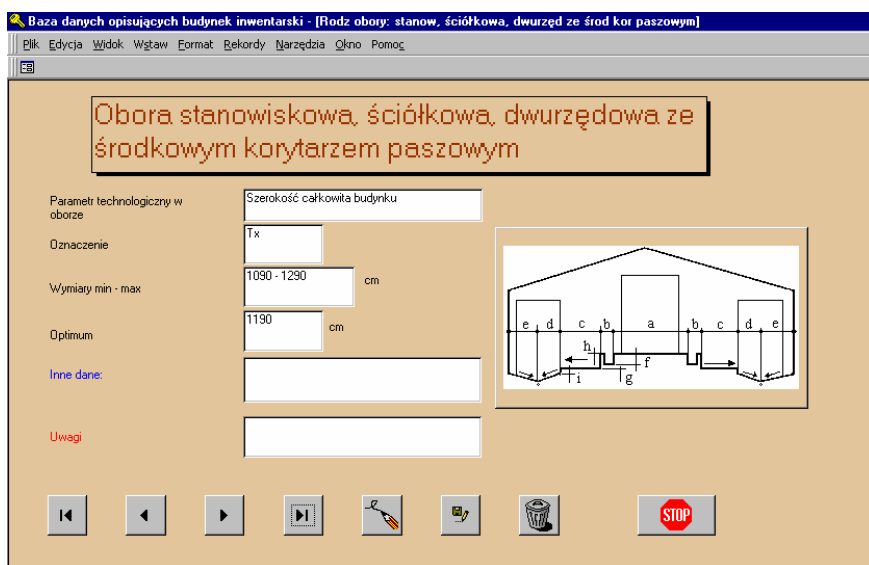 Baza danych opisujących budynek inwentarski - [Rodz obory: stanow, ściółkowa, dwurzęd ze środ kor paszowym]
Plik Edycja Widok Wstaw Format Rekordy Narzędzia Okno Pomoc
Obora stanowiskowa, ściółkowa, dwurzędowa ze
środkowym korytarzem paszowym
Parametr technologiczny w
oborze
Szerokość całkowita budynku
Oznaczenie
Tx
Wymiary min - max
1090 - 1290
cm
Optimum
1190
cm
Inne dane:
Uwagi
e d c b a b c d e
h
f
i g
STOP